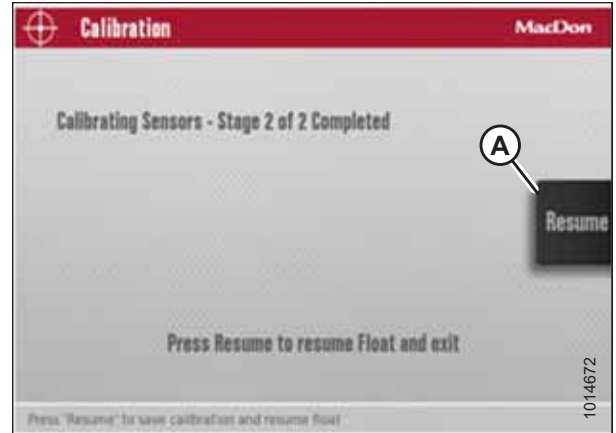 Calibration
MacDon
Calibrating Sensors - Stage 2 of 2 Completed
A
Resume
Press Resume to resume Float and exit
1014672
Press "Resume" to save calibration and resume float